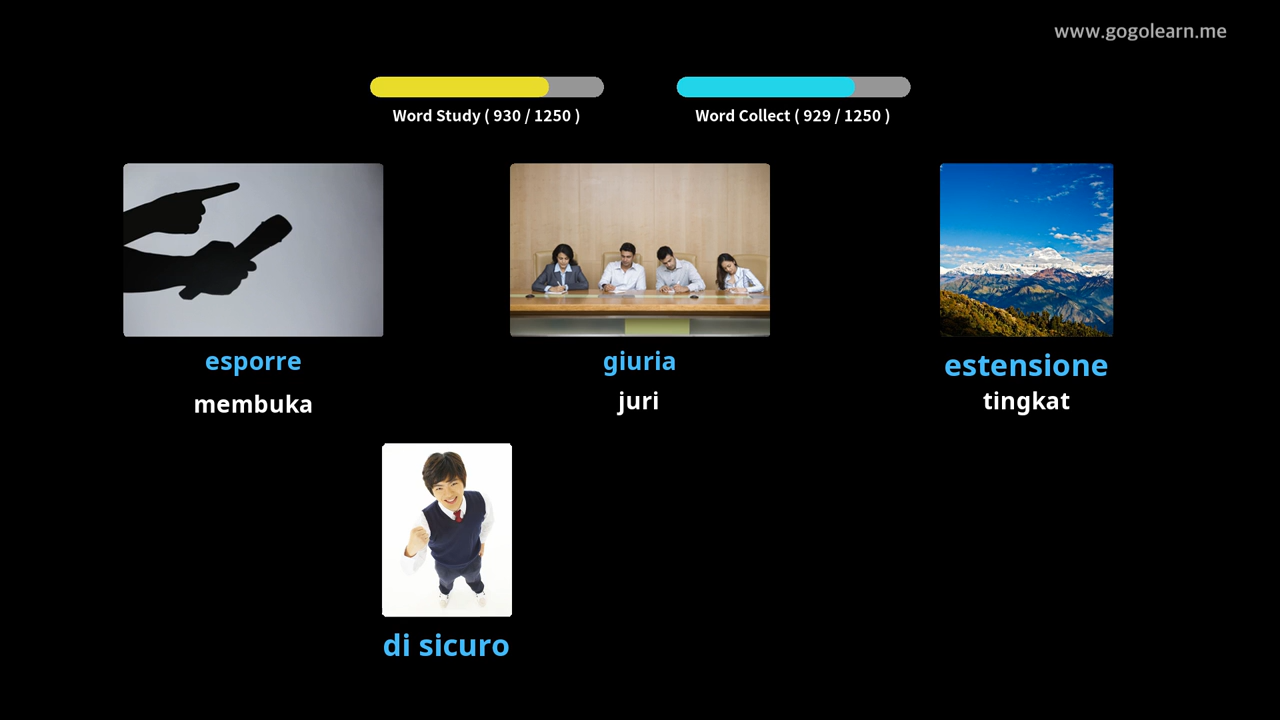 www.gogolearn.me
Word Study ( 930 / 1250 )
Word Collect ( 929 / 1250 )
esporre
membuka
giuria
juri
estensione
tingkat
di sicuro